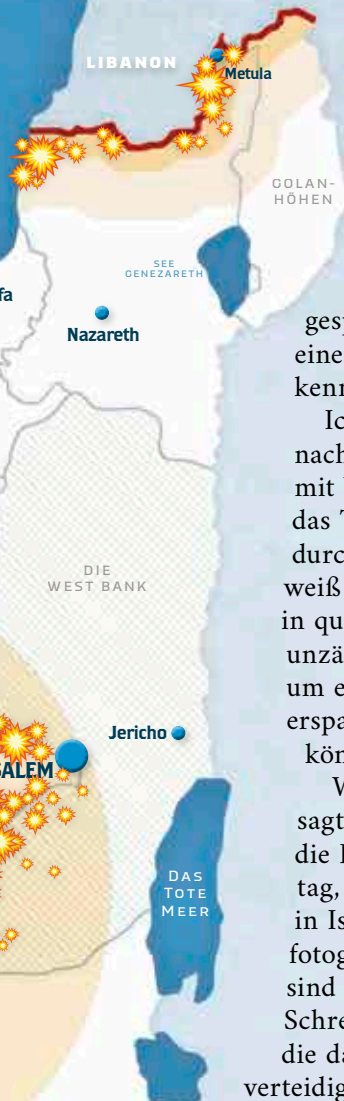 LIBANON
Metula
GOLAN-
HÖHEN
SEE
GENEZARETH
fa
Nazareth
DIE
WEST BANK
Jericho
SALEM
DAS
TOTE
MEER
gesp
eine
kenn
Ic
nach
mit
das T
durc
weiß
in qu
unzä
um e
erspa
kön
W
sagt
die
tag,
in Is
fotog
sind
Schre
die da
verteidig